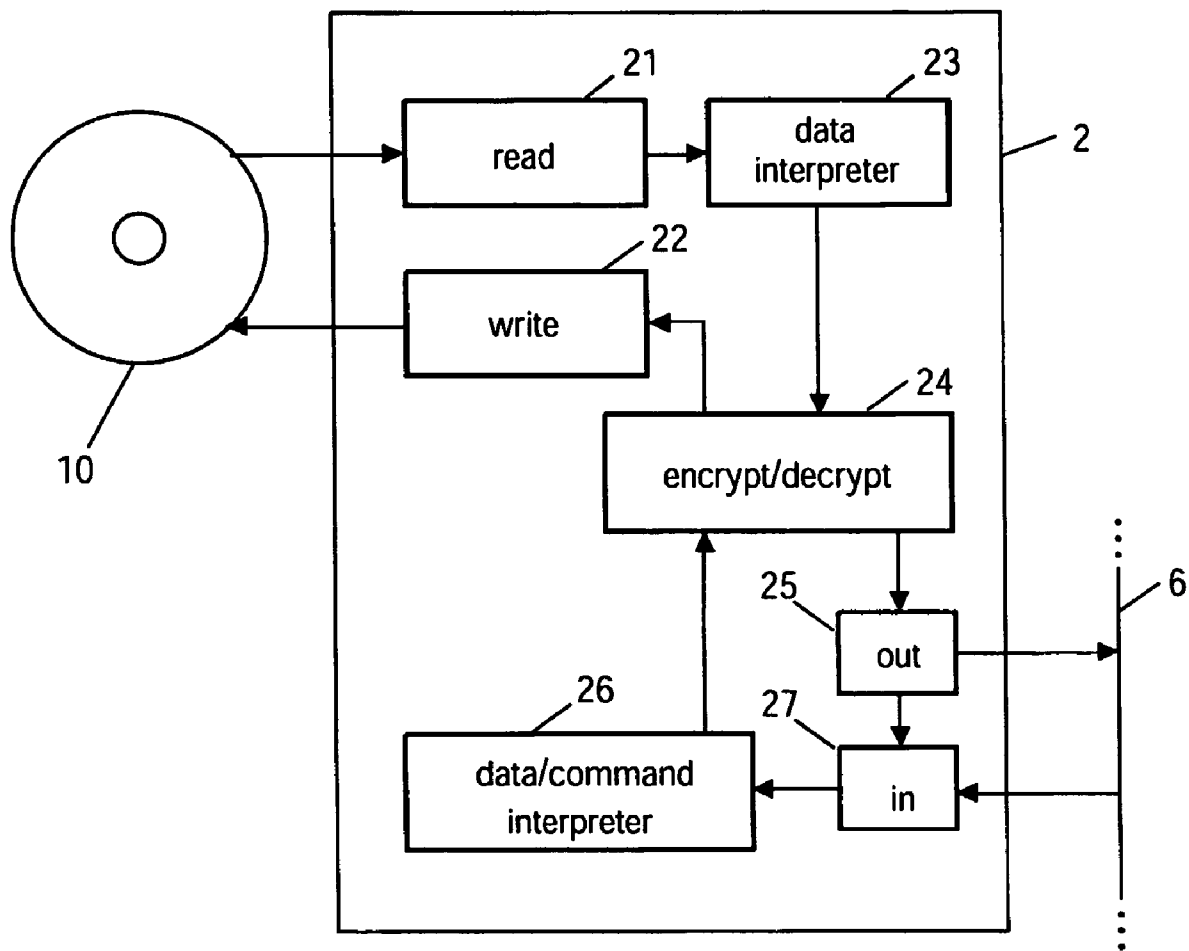 21
23
read
data
interpreter
2
22
write
24
10
encrypt/decrypt
6
25
out
26
27
data/command
interpreter
in